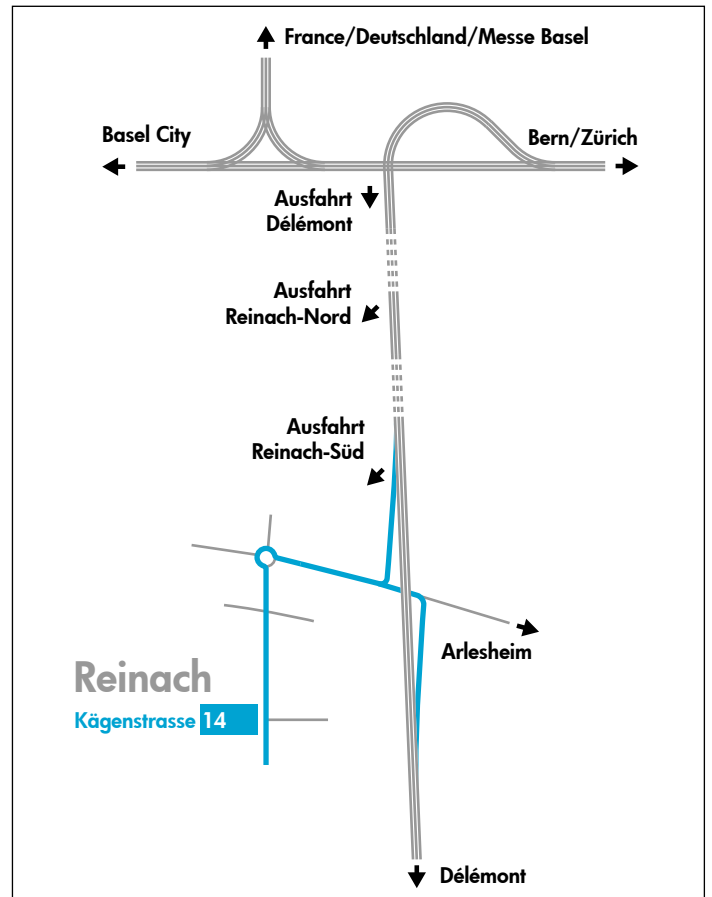 France/Deutschland/Messe Basel
Basel City
Bern/Zürich
Ausfahrt
Délémont
Ausfahrt
Reinach-Nord
Ausfahrt
Reinach-Süd
Arlesheim
Reinach
Kägenstrasse 14
Délémont